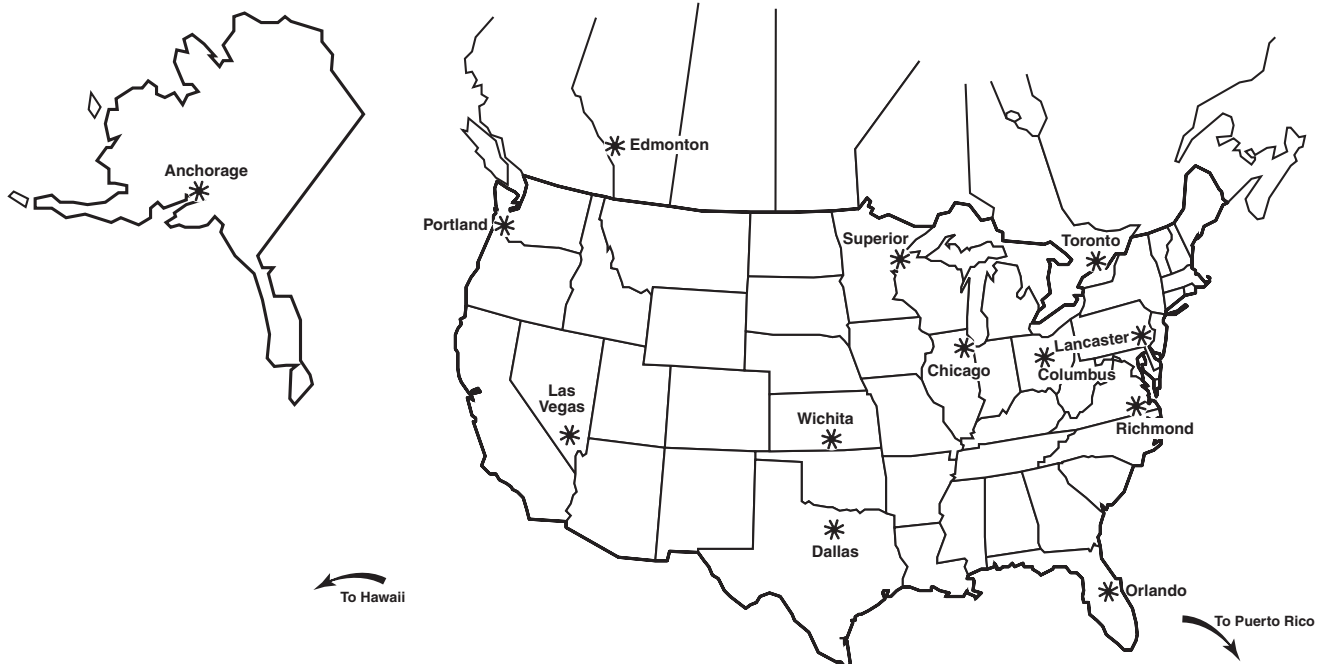 Anchorage
Edmonton
Portland
Superior
Toronto
Lancaster
Chicago
Columbus
Las
Vegas
Wichita
Richmond
Dallas
To Hawaii
Orlando
To Puerto Rico